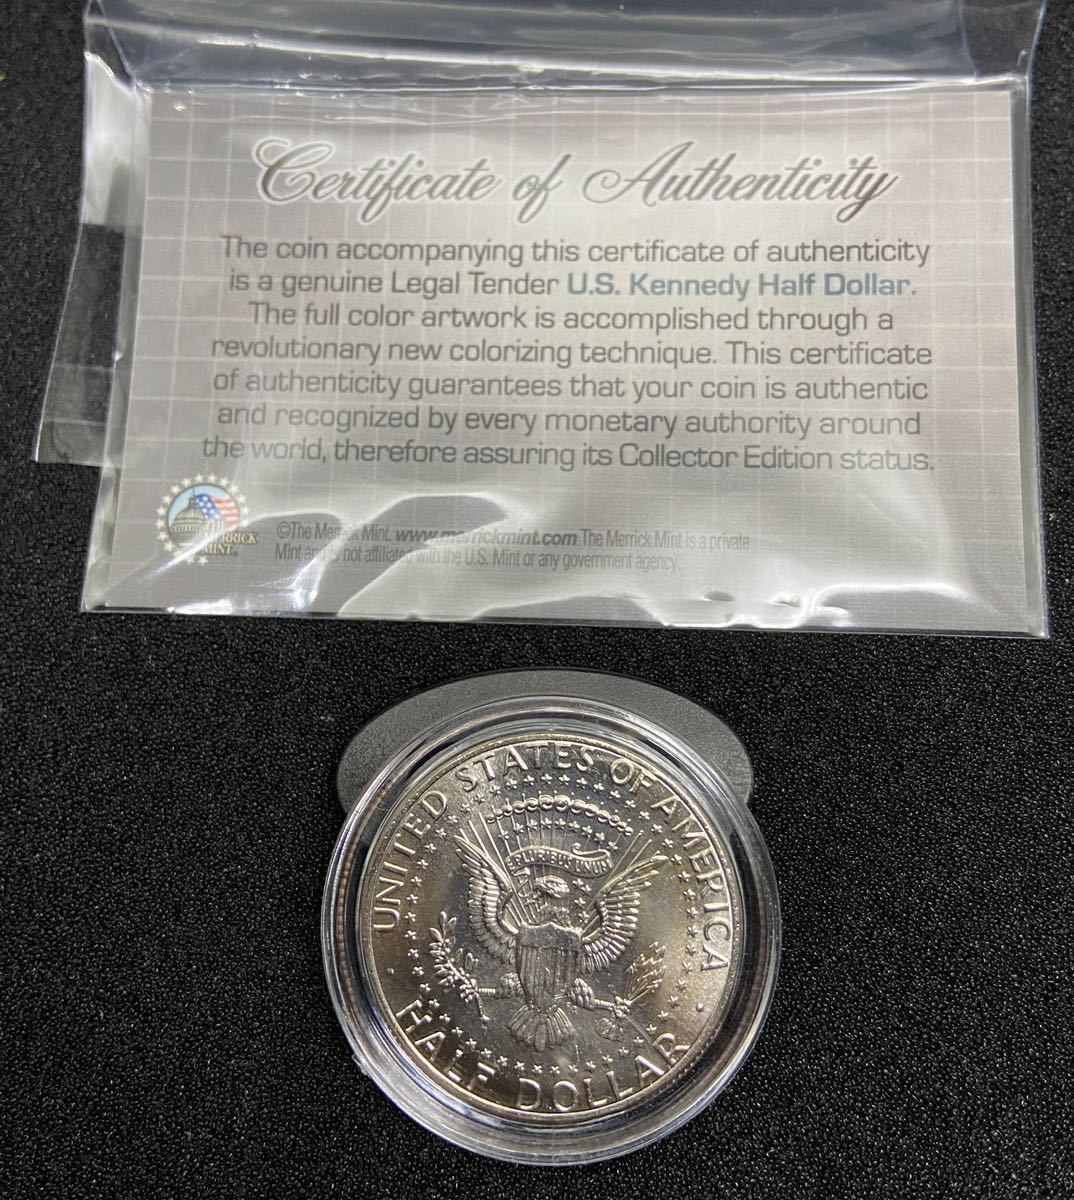 Certificate of Authenticity
The coin accompanying this certificate of authenticity
is a genuine Legal Tender U.S. Kennedy Half Dollar.
The full color artwork is accomplished through a
revolutionary new colorizing technique. This certificate
of authenticity guarantees that your coin is authentic
and recognized by every monetary authority around
the world, therefore assuring its Collector Edition status.
THE
MERRICK
MINT.
©The Merrick Mint. www.merrickmint.com The Merrick Mint is a private
Mint and is not affiliated with the U.S. Mint or any government agency.
UNITED STATES OF AMERICA
E PLURIBUS UNUM
HALF DOLLAR